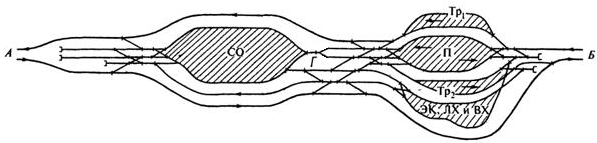 Тр₁
А
СО
Г
П
Б
Тр₂
ЭК, ЛХ и ВХ